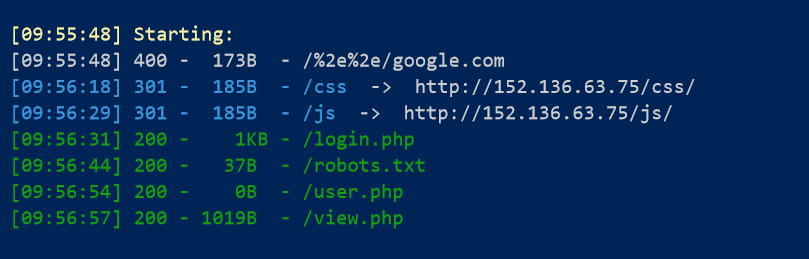 [09:55:48] Starting:
[09:55:48] 400 -  173B  - /%2e%2e/google.com
[09:56:18] 301 -  185B  - /css  ->  http://152.136.63.75/css/
[09:56:29] 301 -  185B  - /js  ->  http://152.136.63.75/js/
[09:56:31] 200 -    1KB - /login.php
[09:56:44] 200 -   37B  - /robots.txt
[09:56:54] 200 -    0B  - /user.php
[09:56:57] 200 - 1019B  - /view.php